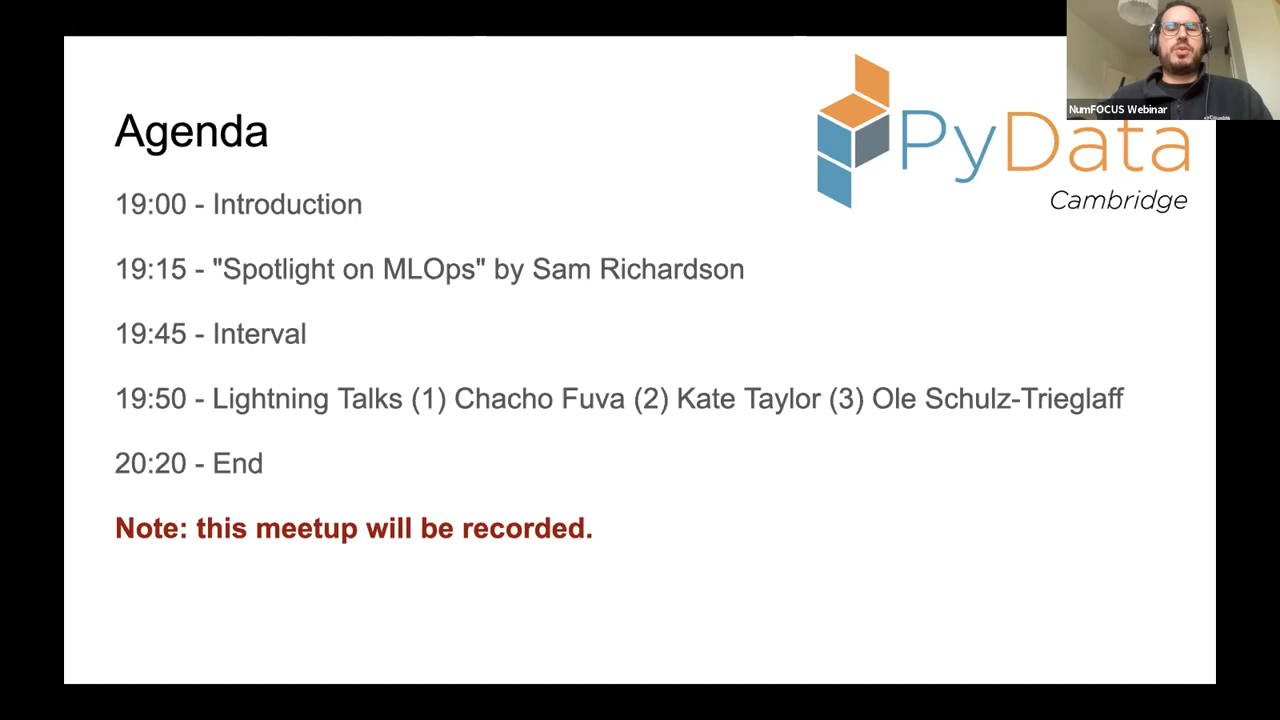 NumFOCUS Webinar
PyData
Cambridge
Agenda
19:00 - Introduction
19:15 - "Spotlight on MLOps" by Sam Richardson
19:45 - Interval
19:50 - Lightning Talks (1) Chacho Fuva (2) Kate Taylor (3) Ole Schulz-Trieglaff
20:20 - End
Note: this meetup will be recorded.